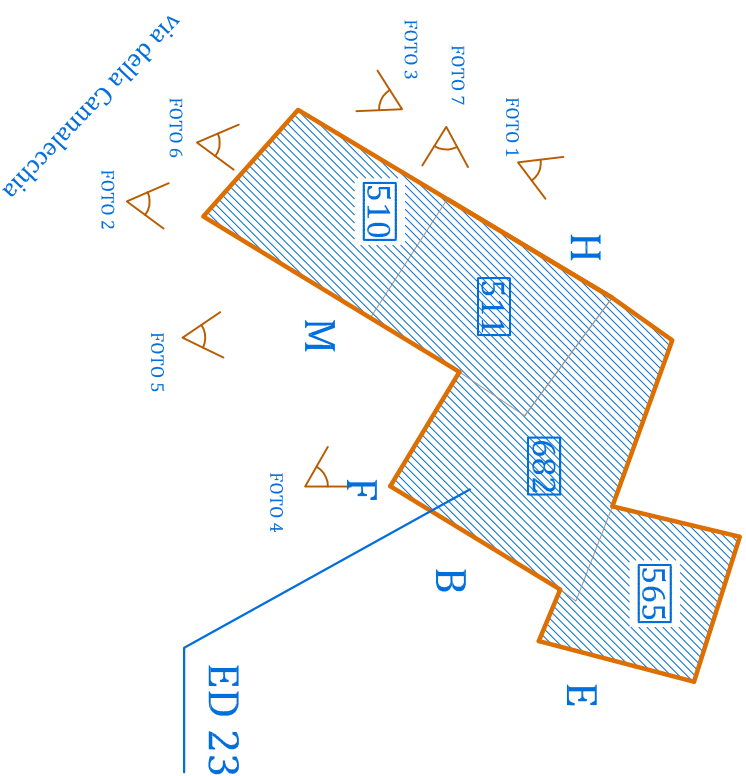 via della Cannalecchia
FOTO 3
FOTO 7
FOTO 1
FOTO 6
FOTO 2
510
H
511
M
FOTO 5
682
FOTO 4
F
B
565
E
ED 23